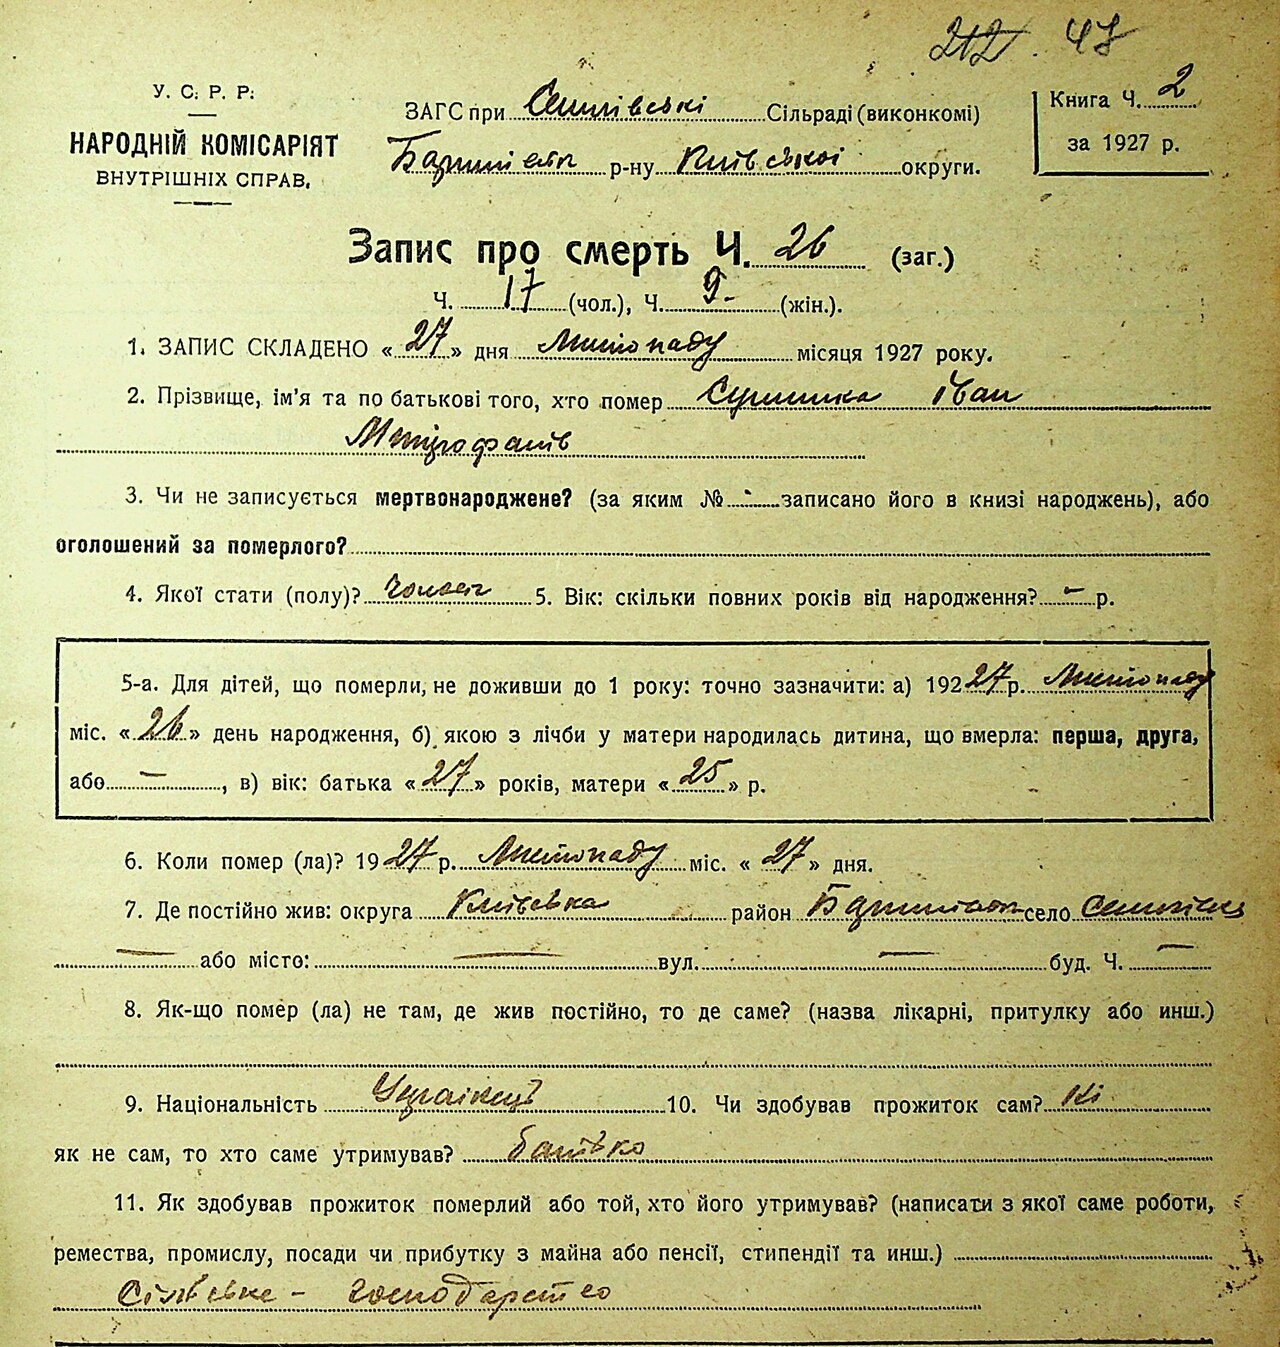 212. 47
У. С. Р. Р.
НАРОДНІЙ КОМІСАРІЯТ
ВНУТРІШНІХ СПРАВ.
ЗАГС при Сільраді (виконкомі)
р-ну Київської округи.
Книга Ч. 2
за 1927 р.
Запис про смерть Ч. 26 (заг.)
Ч. 17 (чол.), Ч. 9 (жін.).
1. ЗАПИС СКЛАДЕНО « 27 » дня Листопаду місяця 1927 року.
2. Прізвище, ім'я та по батькові того, хто помер Іван
Митрофанів
3. Чи не записується мертвонароджене? (за яким № - записано його в книзі народжень), або
оголошений за померлого?
4. Якої стати (полу)? 5. Вік: скільки повних років від народження? – р.
5-а. Для дітей, що померли, не доживши до 1 року: точно зазначити: а) 1927 р. Листопаду
міс. « 26 » день народження, б) якою з лічби у матери народилась дитина, що вмерла: перша, друга,
або – , в) вік: батька « 27 » років, матери « 25 » р.
6. Коли помер (ла)? 1927 р. Листопаду міс. « 27 » дня.
7. Де постійно жив: округа Київська район село
– або місто: – вул. – буд. Ч. –
8. Як-що помер (ла) не там, де жив постійно, то де саме? (назва лікарні, притулку або инш.)
9. Національність Українець 10. Чи здобував прожиток сам? Ні
як не сам, то хто саме утримував? батько
11. Як здобував прожиток померлий або той, хто його утримував? (написати з якої саме роботи,
ремества, промислу, посади чи прибутку з майна або пенсії, стипендії та инш.)
Сільське - господарство